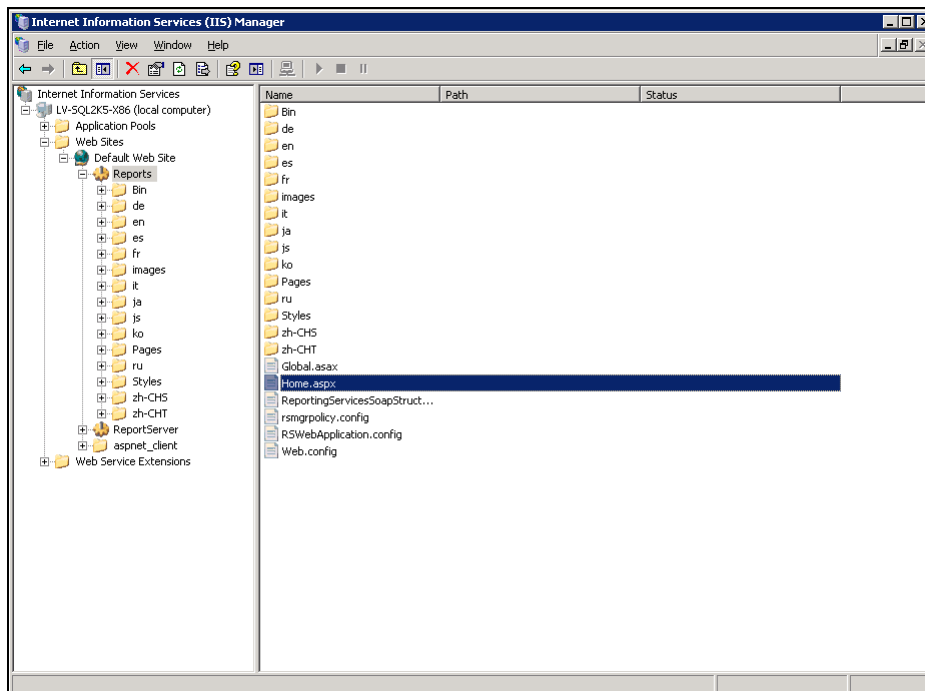 Internet Information Services (IIS) Manager
File Action View Window Help
Internet Information Services
LV-SQL2K5-X86 (local computer)
Application Pools
Web Sites
Default Web Site
Reports
Bin
de
en
es
fr
images
it
ja
js
ko
Pages
ru
Styles
zh-CHS
zh-CHT
ReportServer
aspnet_client
Web Service Extensions
Name Path Status
Bin
de
en
es
fr
images
it
ja
js
ko
Pages
ru
Styles
zh-CHS
zh-CHT
Global.asax
Home.aspx
ReportingServicesSoapStruct...
rsmgrpolicy.config
RSWebApplication.config
Web.config